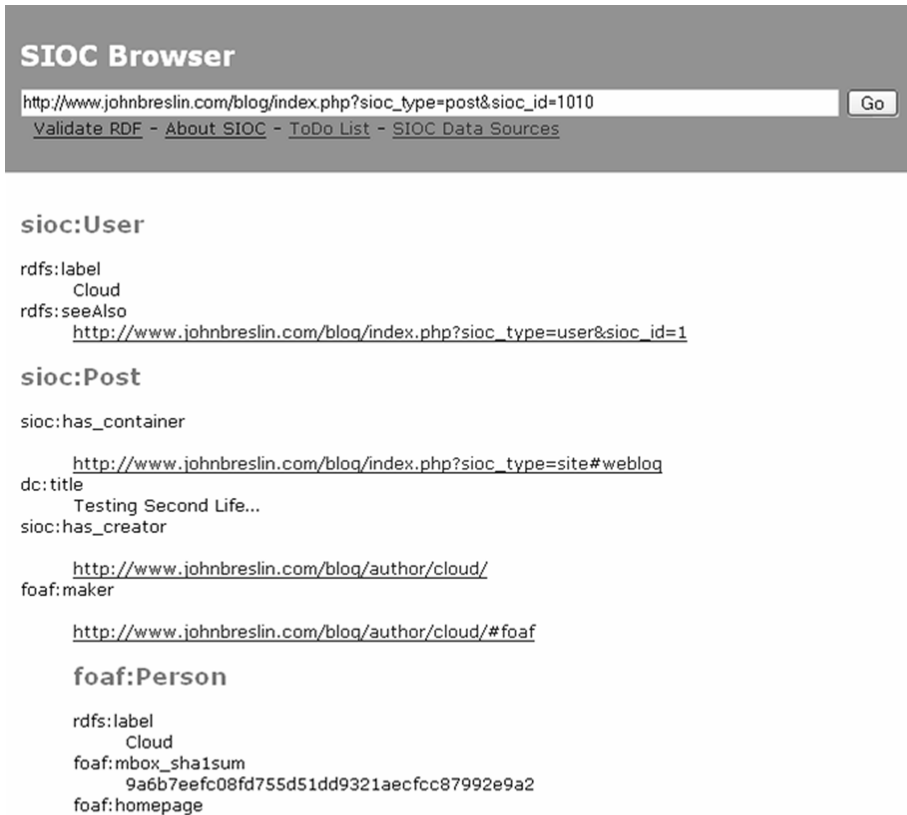 SIOC Browser
http://www.johnbreslin.com/blog/index.php?sioc_type=post&sioc_id=1010 Go
Validate RDF - About SIOC - ToDo List - SIOC Data Sources
sioc:User
rdfs:label
Cloud
rdfs:seeAlso
http://www.johnbreslin.com/blog/index.php?sioc_type=user&sioc_id=1
sioc:Post
sioc:has_container
http://www.johnbreslin.com/blog/index.php?sioc_type=site#weblog
dc:title
Testing Second Life...
sioc:has_creator
http://www.johnbreslin.com/blog/author/cloud/
foaf:maker
http://www.johnbreslin.com/blog/author/cloud/#foaf
foaf:Person
rdfs:label
Cloud
foaf:mbox_sha1sum
9a6b7eefc08fd755d51dd9321aecfcc87992e9a2
foaf:homepage